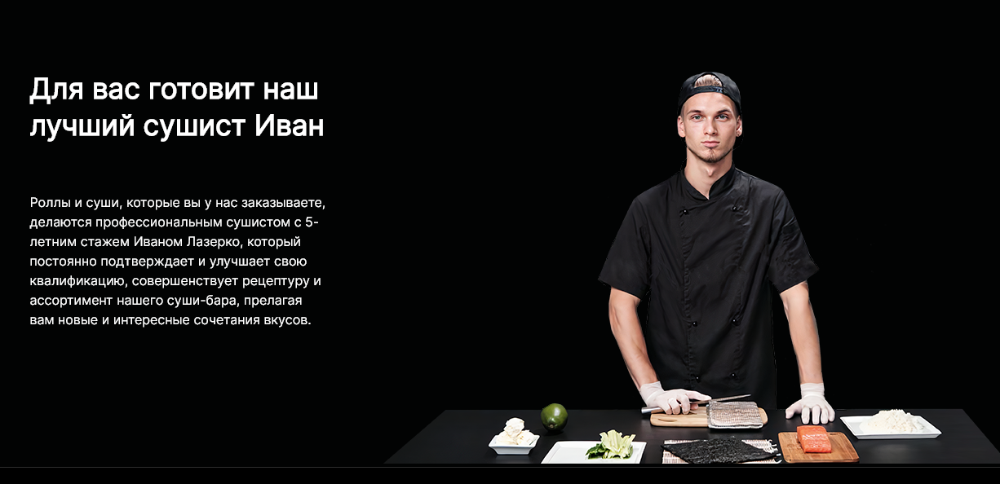 Для вас готовит наш
лучший сушист Иван
Роллы и суши, которые вы у нас заказываете,
делаются профессиональным сушистом с 5-
летним стажем Иваном Лазерко, который
постоянно подтверждает и улучшает свою
квалификацию, совершенствует рецептуру и
ассортимент нашего суши-бара, прелагая
вам новые и интересные сочетания вкусов.